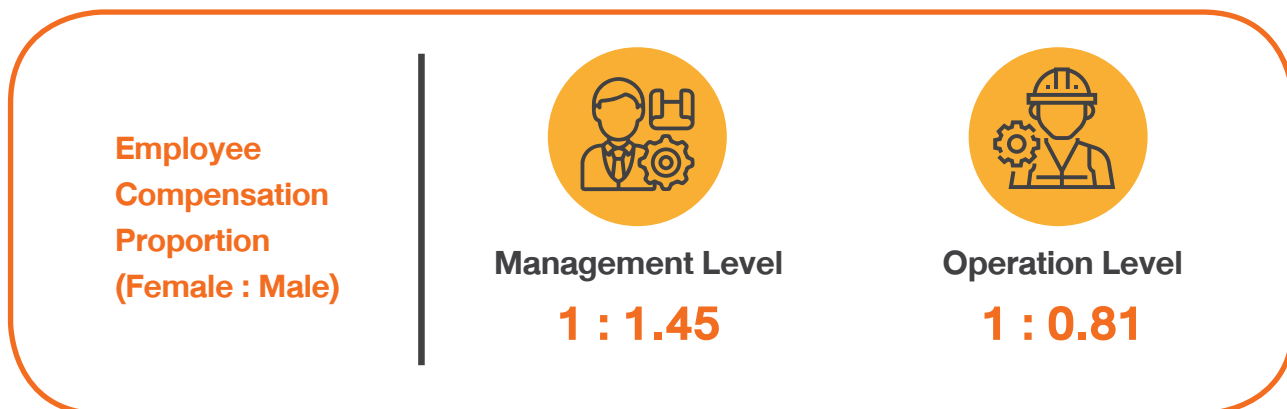 Employee
Compensation
Proportion
(Female : Male)
Management Level
1 : 1.45
Operation Level
1 : 0.81